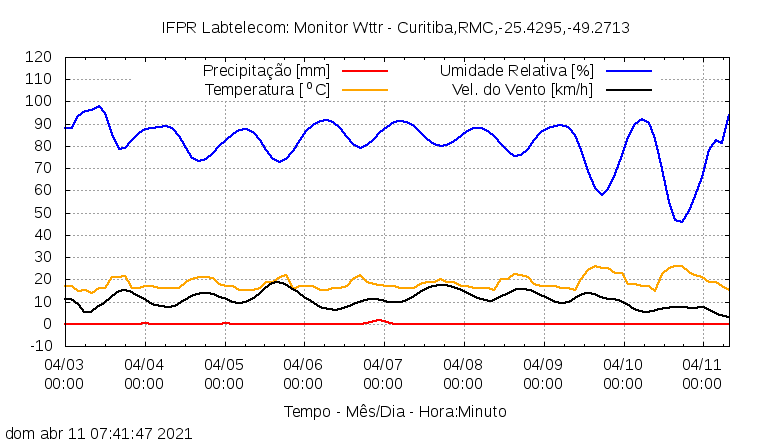 IFPR Labtelecom: Monitor Wttr - Curitiba,RMC,-25.4295,-49.2713
120
110
100
90
80
70
60
50
40
30
20
10
0
-10
Precipitação [mm]
Temperatura [⁰C]
Umidade Relativa [%]
Vel. do Vento [km/h]
04/03 04/04 04/05 04/06 04/07 04/08 04/09 04/10 04/11
00:00 00:00 00:00 00:00 00:00 00:00 00:00 00:00 00:00
Tempo - Mês/Dia - Hora:Minuto
dom abr 11 07:41:47 2021